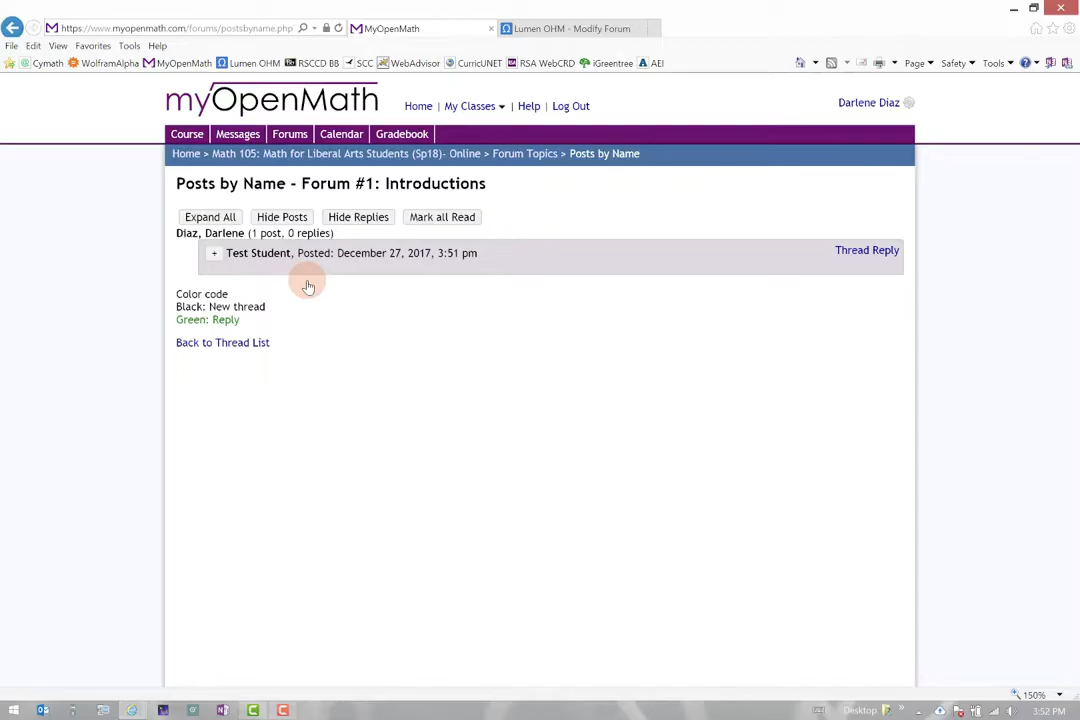 https://www.myopenmath.com/forums/postsbyname.php
MyOpenMath
Lumen OHM - Modify Forum
File Edit View Favorites Tools Help
Cymath WolframAlpha MyOpenMath Lumen OHM RSCCD BB SCC WebAdvisor CurricUNET RSA WebCRD iGreentree AEI
Page Safety Tools
myOpenMath
Home | My Classes | Help | Log Out
Darlene Diaz
Course Messages Forums Calendar Gradebook
Home > Math 105: Math for Liberal Arts Students (Sp18)- Online > Forum Topics > Posts by Name
Posts by Name - Forum #1: Introductions
Expand All Hide Posts Hide Replies Mark all Read
Diaz, Darlene (1 post, 0 replies)
+ Test Student, Posted: December 27, 2017, 3:51 pm
Thread Reply
Color code
Black: New thread
Green: Reply
Back to Thread List
150%
Desktop
3:52 PM